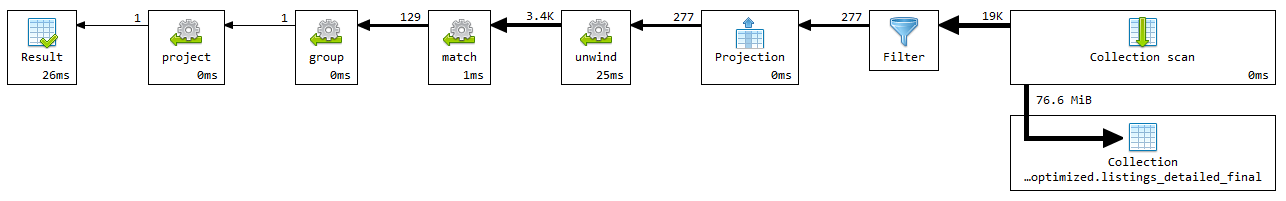 1
1
129
3.4K
277
277
19K
Result
26ms
project
0ms
group
0ms
match
1ms
unwind
25ms
Projection
0ms
Filter
Collection scan
0ms
76.6 MiB
Collection
…optimized.listings_detailed_final